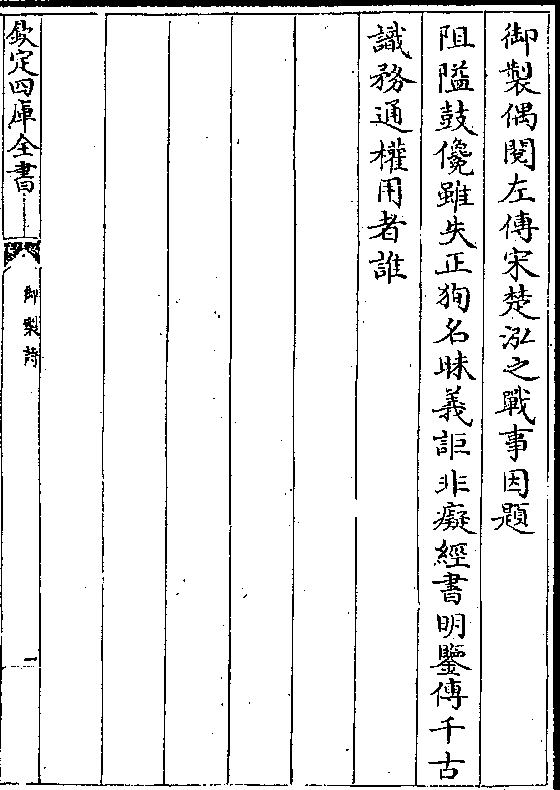 御製偶閱左傳宋楚泓之戰事因題
阻隘鼓儳雖失正狥名昧義詎非癡經書明鑒傳千古
識務通權用者誰
欽定四庫全書
御製詩
一